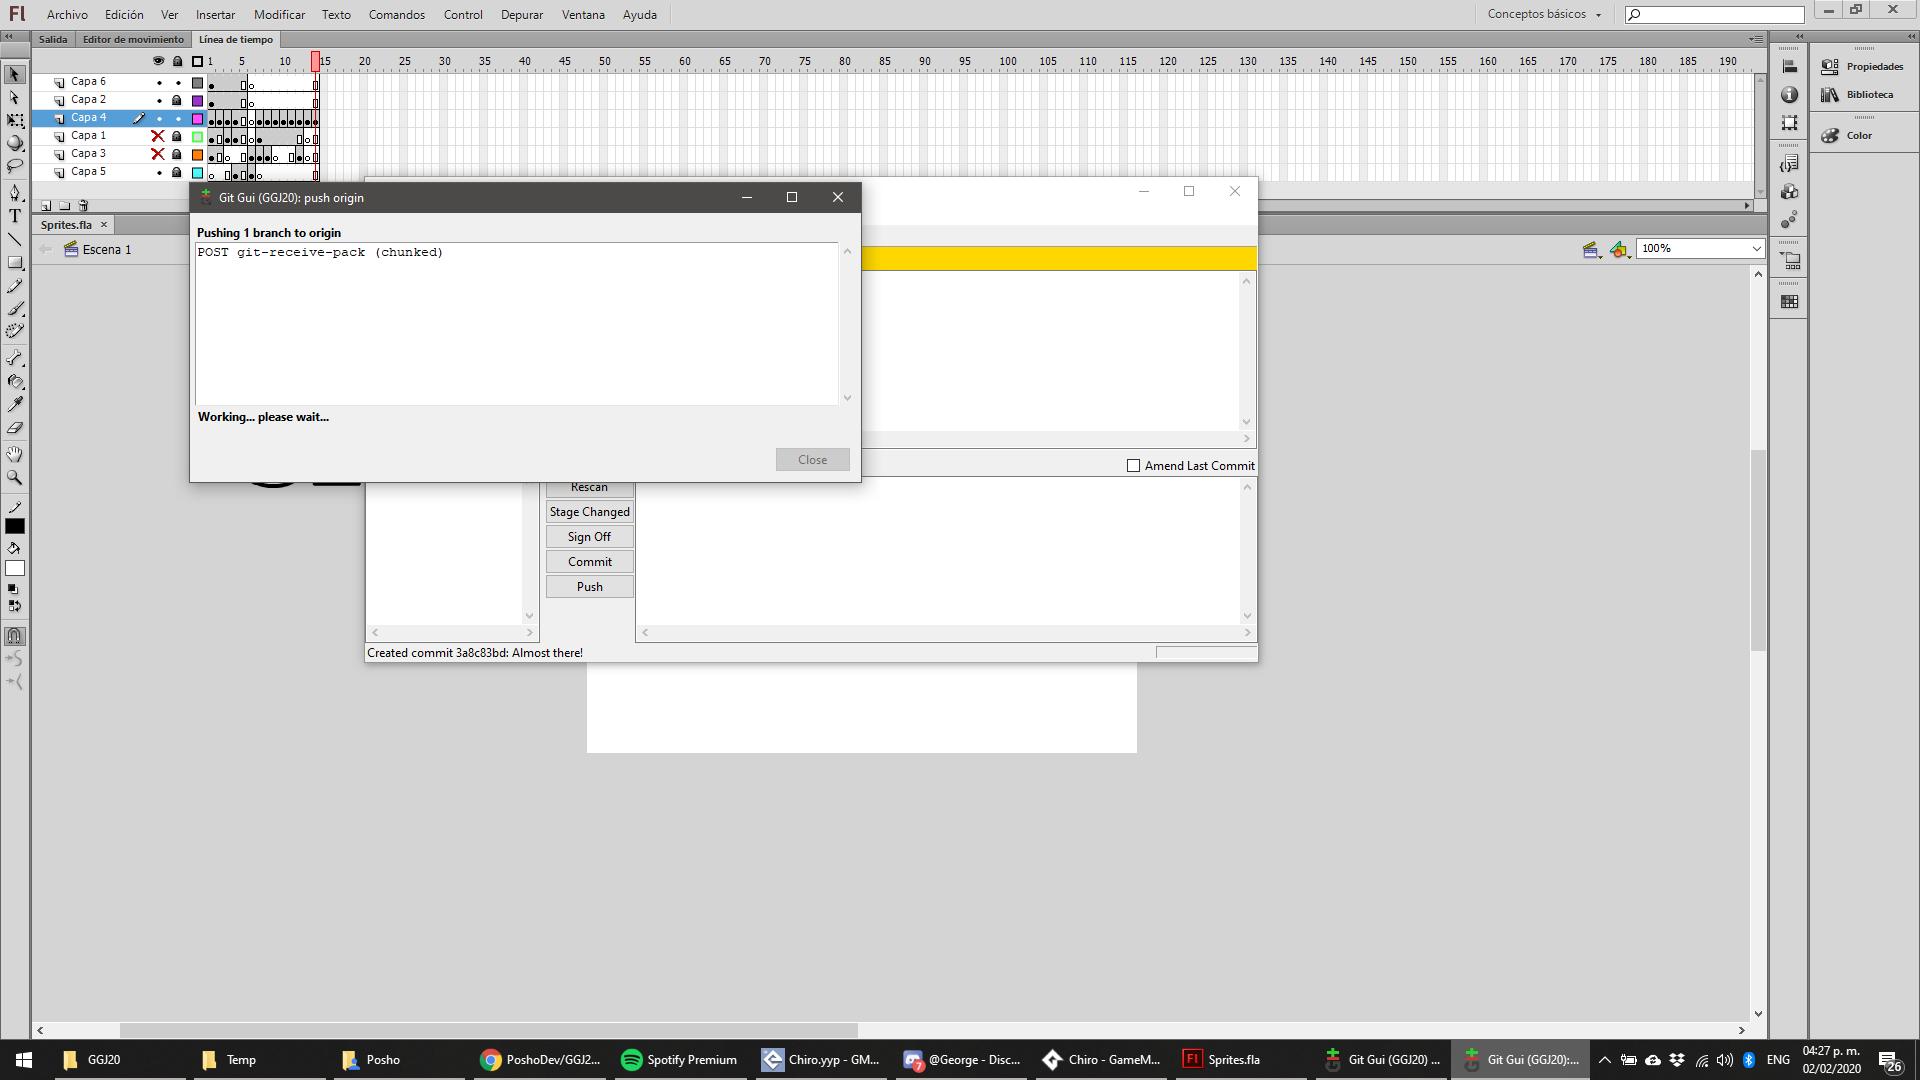 Fl Archivo Edición Ver Insertar Modificar Texto Comandos Control Depurar Ventana Ayuda Conceptos básicos
Salida Editor de movimiento Línea de tiempo
1 5 10 15 20 25 30 35 40 45 50 55 60 65 70 75 80 85 90 95 100 105 110 115 120 125 130 135 140 145 150 155 160 165 170 175 180 185 190
Capa 6
Capa 2
Capa 4
Capa 1
Capa 3
Capa 5
Propiedades
Biblioteca
Color
Sprites.fla ×
Escena 1
100%
Git Gui (GGJ20): push origin
Pushing 1 branch to origin
POST git-receive-pack (chunked)
Working... please wait...
Close
Amend Last Commit
Rescan
Stage Changed
Sign Off
Commit
Push
Created commit 3a8c83bd: Almost there!
GGJ20 Temp Posho PoshoDev/GGJ2... Spotify Premium Chiro.yyp - GM... 7 @George - Disc... Chiro - GameM... Fl Sprites.fla Git Gui (GGJ20) ... Git Gui (GGJ20):... ENG
04:27 p. m.
02/02/2020
26